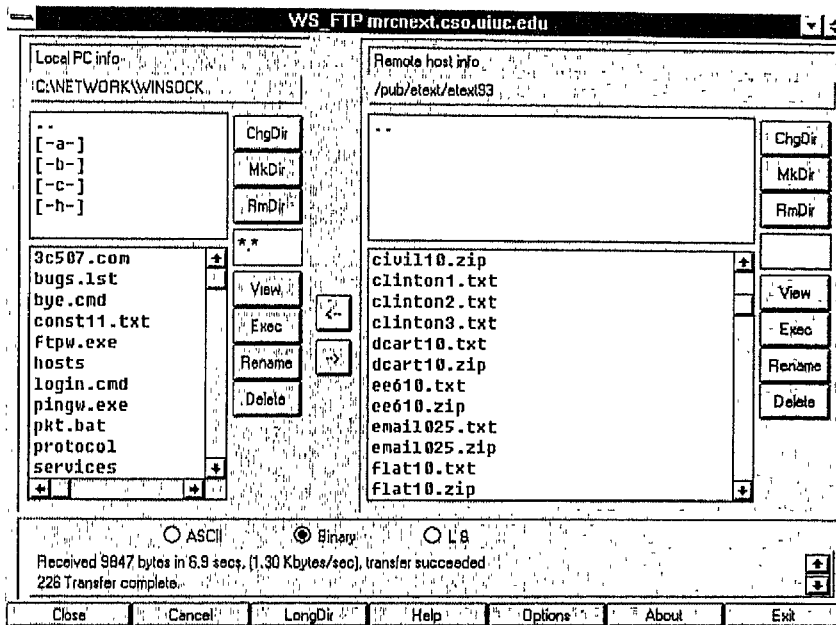 WS_FTP mrcnext.cso.uiuc.edu
Local PC info
C:\NETWORK\WINSOCK
..
[-a-]
[-b-]
[-c-]
[-h-]
ChgDir
MkDir
RmDir
*.*
3c507.com
bugs.lst
bye.cmd
const11.txt
ftpw.exe
hosts
login.cmd
pingw.exe
pkt.bat
protocol
services
View
Exec
Rename
Delete
<--
-->
Remote host info
/pub/etext/etext93
..
ChgDir
MkDir
RmDir
civil10.zip
clinton1.txt
clinton2.txt
clinton3.txt
dcart10.txt
dcart10.zip
ee610.txt
ee610.zip
email025.txt
email025.zip
flat10.txt
flat10.zip
View
Exec
Rename
Delete
ASCII
Binary
L 8
Received 9847 bytes in 6.9 secs, (1.30 Kbytes/sec), transfer succeeded
226 Transfer complete.
Close
Cancel
LongDir
Help
Options
About
Exit